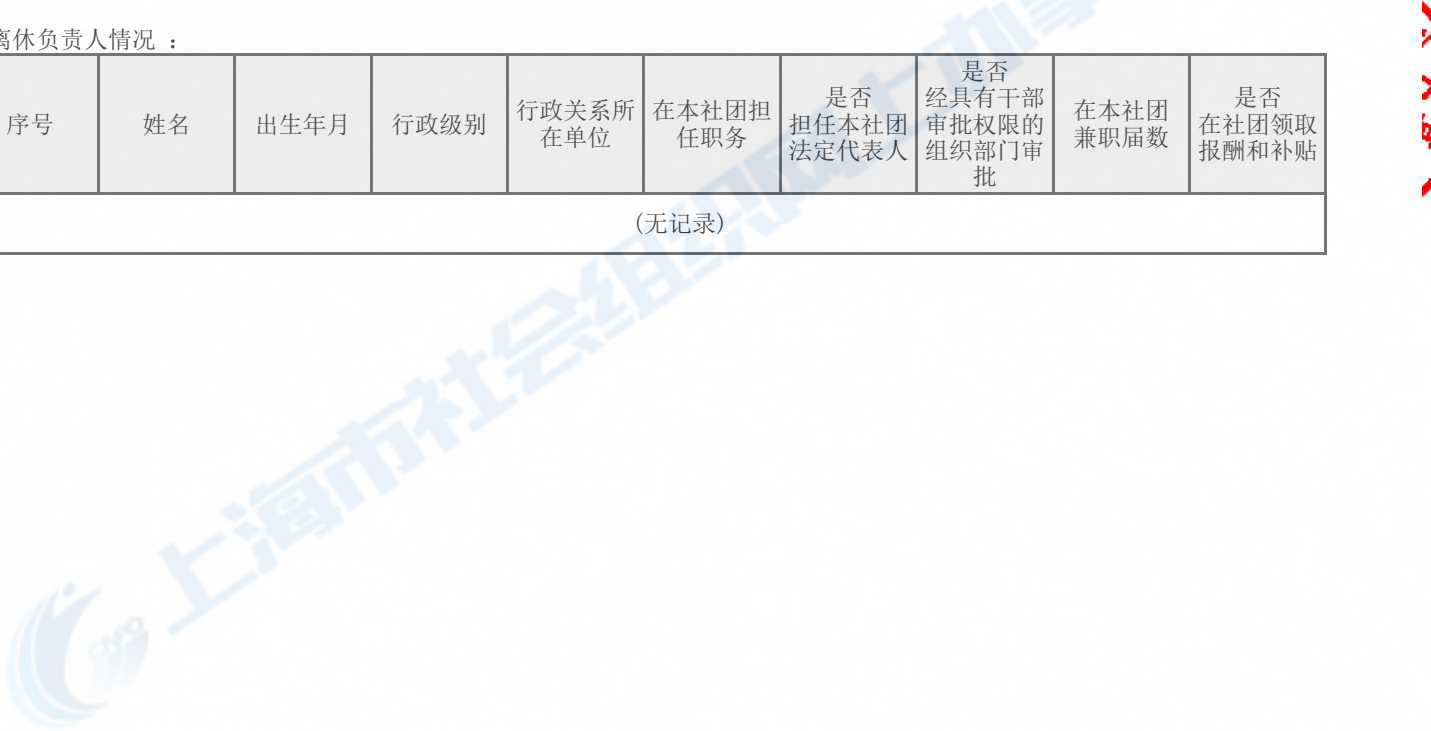 离休负责人情况 ：
序号 姓名 出生年月 行政级别 行政关系所在单位 在本社团担任职务 是否担任本社团法定代表人 是否经具有干部审批权限的组织部门审批 在本社团兼职届数 是否在社团领取报酬和补贴
(无记录)
上海市社会组织网上办事
CNPO